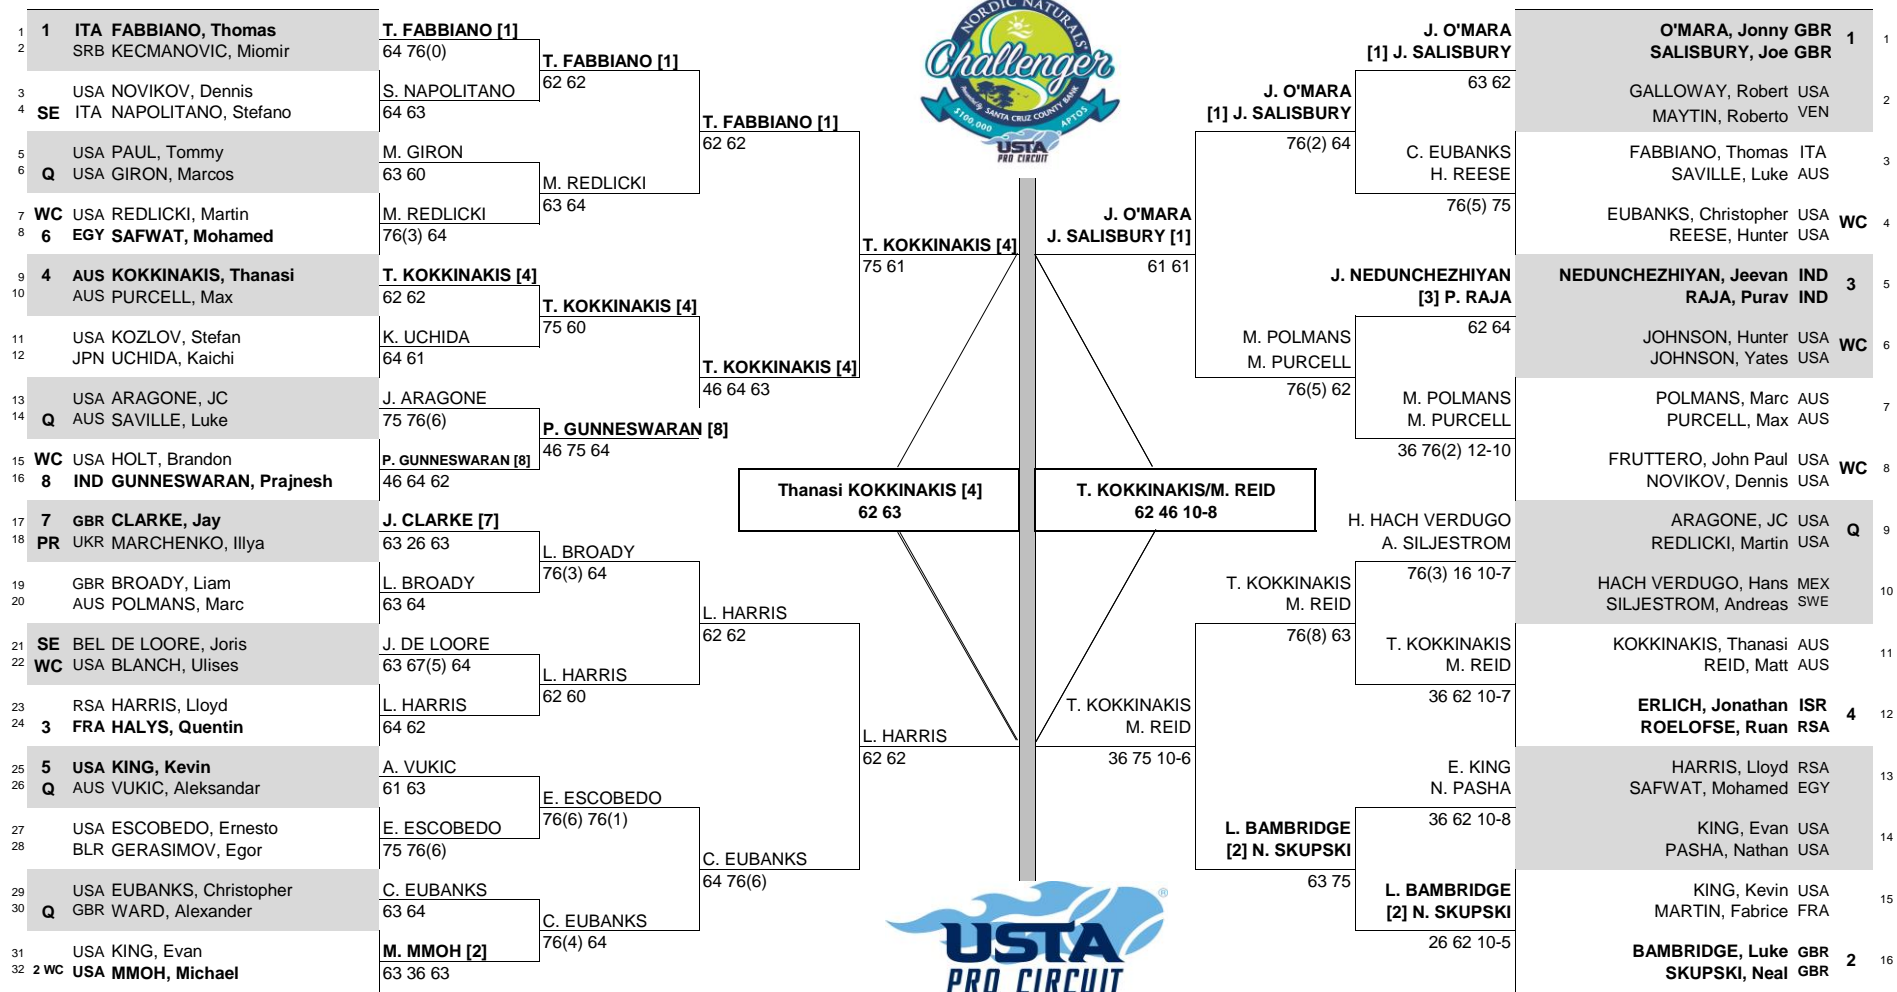 1 1 ITA FABBIANO, Thomas
2 SRB KECMANOVIC, Miomir
3 USA NOVIKOV, Dennis
4 SE ITA NAPOLITANO, Stefano
5 USA PAUL, Tommy
6 Q USA GIRON, Marcos
7 WC USA REDLICKI, Martin
8 6 EGY SAFWAT, Mohamed
9 4 AUS KOKKINAKIS, Thanasi
10 AUS PURCELL, Max
11 USA KOZLOV, Stefan
12 JPN UCHIDA, Kaichi
13 USA ARAGONE, JC
14 Q AUS SAVILLE, Luke
15 WC USA HOLT, Brandon
16 8 IND GUNNESWARAN, Prajnesh
17 7 GBR CLARKE, Jay
18 PR UKR MARCHENKO, Illya
19 GBR BROADY, Liam
20 AUS POLMANS, Marc
21 SE BEL DE LOORE, Joris
22 WC USA BLANCH, Ulises
23 RSA HARRIS, Lloyd
24 3 FRA HALYS, Quentin
25 5 USA KING, Kevin
26 Q AUS VUKIC, Aleksandar
27 USA ESCOBEDO, Ernesto
28 BLR GERASIMOV, Egor
29 USA EUBANKS, Christopher
30 Q GBR WARD, Alexander
31 USA KING, Evan
32 2 WC USA MMOH, Michael
T. FABBIANO [1]
64 76(0)
S. NAPOLITANO
64 63
M. GIRON
63 60
M. REDLICKI
76(3) 64
T. KOKKINAKIS [4]
62 62
K. UCHIDA
64 61
J. ARAGONE
75 76(6)
P. GUNNESWARAN [8]
46 64 62
J. CLARKE [7]
63 26 63
L. BROADY
63 64
J. DE LOORE
63 67(5) 64
L. HARRIS
64 62
A. VUKIC
61 63
E. ESCOBEDO
75 76(6)
C. EUBANKS
63 64
M. MMOH [2]
63 36 63
T. FABBIANO [1]
62 62
M. REDLICKI
63 64
T. KOKKINAKIS [4]
75 60
P. GUNNESWARAN [8]
46 75 64
L. BROADY
76(3) 64
L. HARRIS
62 60
E. ESCOBEDO
76(6) 76(1)
C. EUBANKS
76(4) 64
T. FABBIANO [1]
62 62
T. KOKKINAKIS [4]
46 64 63
L. HARRIS
62 62
C. EUBANKS
64 76(6)
T. KOKKINAKIS [4]
75 61
L. HARRIS
62 62
Thanasi KOKKINAKIS [4]
62 63
NORDIC NATURALS
Challenger
Presented By SANTA CRUZ COUNTY BANK
$100,000 APTOS
USTA
PRO CIRCUIT
T. KOKKINAKIS/M. REID
62 46 10-8
J. O'MARA
J. SALISBURY [1]
61 61
T. KOKKINAKIS
M. REID
36 75 10-6
J. O'MARA
[1] J. SALISBURY
76(2) 64
M. POLMANS
M. PURCELL
76(5) 62
T. KOKKINAKIS
M. REID
76(8) 63
L. BAMBRIDGE
[2] N. SKUPSKI
63 75
J. O'MARA
[1] J. SALISBURY
63 62
C. EUBANKS
H. REESE
76(5) 75
J. NEDUNCHEZHIYAN
[3] P. RAJA
62 64
M. POLMANS
M. PURCELL
36 76(2) 12-10
H. HACH VERDUGO
A. SILJESTROM
76(3) 16 10-7
T. KOKKINAKIS
M. REID
36 62 10-7
E. KING
N. PASHA
36 62 10-8
L. BAMBRIDGE
[2] N. SKUPSKI
26 62 10-5
O'MARA, Jonny GBR 1 1
SALISBURY, Joe GBR
GALLOWAY, Robert USA 2
MAYTIN, Roberto VEN
FABBIANO, Thomas ITA 3
SAVILLE, Luke AUS
EUBANKS, Christopher USA WC 4
REESE, Hunter USA
NEDUNCHEZHIYAN, Jeevan IND 3 5
RAJA, Purav IND
JOHNSON, Hunter USA WC 6
JOHNSON, Yates USA
POLMANS, Marc AUS 7
PURCELL, Max AUS
FRUTTERO, John Paul USA WC 8
NOVIKOV, Dennis USA
ARAGONE, JC USA Q 9
REDLICKI, Martin USA
HACH VERDUGO, Hans MEX 10
SILJESTROM, Andreas SWE
KOKKINAKIS, Thanasi AUS 11
REID, Matt AUS
ERLICH, Jonathan ISR 4 12
ROELOFSE, Ruan RSA
HARRIS, Lloyd RSA 13
SAFWAT, Mohamed EGY
KING, Evan USA 14
PASHA, Nathan USA
KING, Kevin USA 15
MARTIN, Fabrice FRA
BAMBRIDGE, Luke GBR 2 16
SKUPSKI, Neal GBR
USTA ®
PRO CIRCUIT